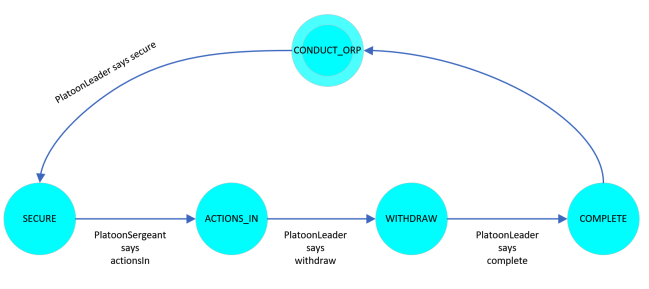 CONDUCT_ORP
PlatoonLeader says secure
SECURE
ACTIONS_IN
WITHDRAW
COMPLETE
PlatoonSergeant
says
actionsIn
PlatoonLeader
says
withdraw
PlatoonLeader
says
complete